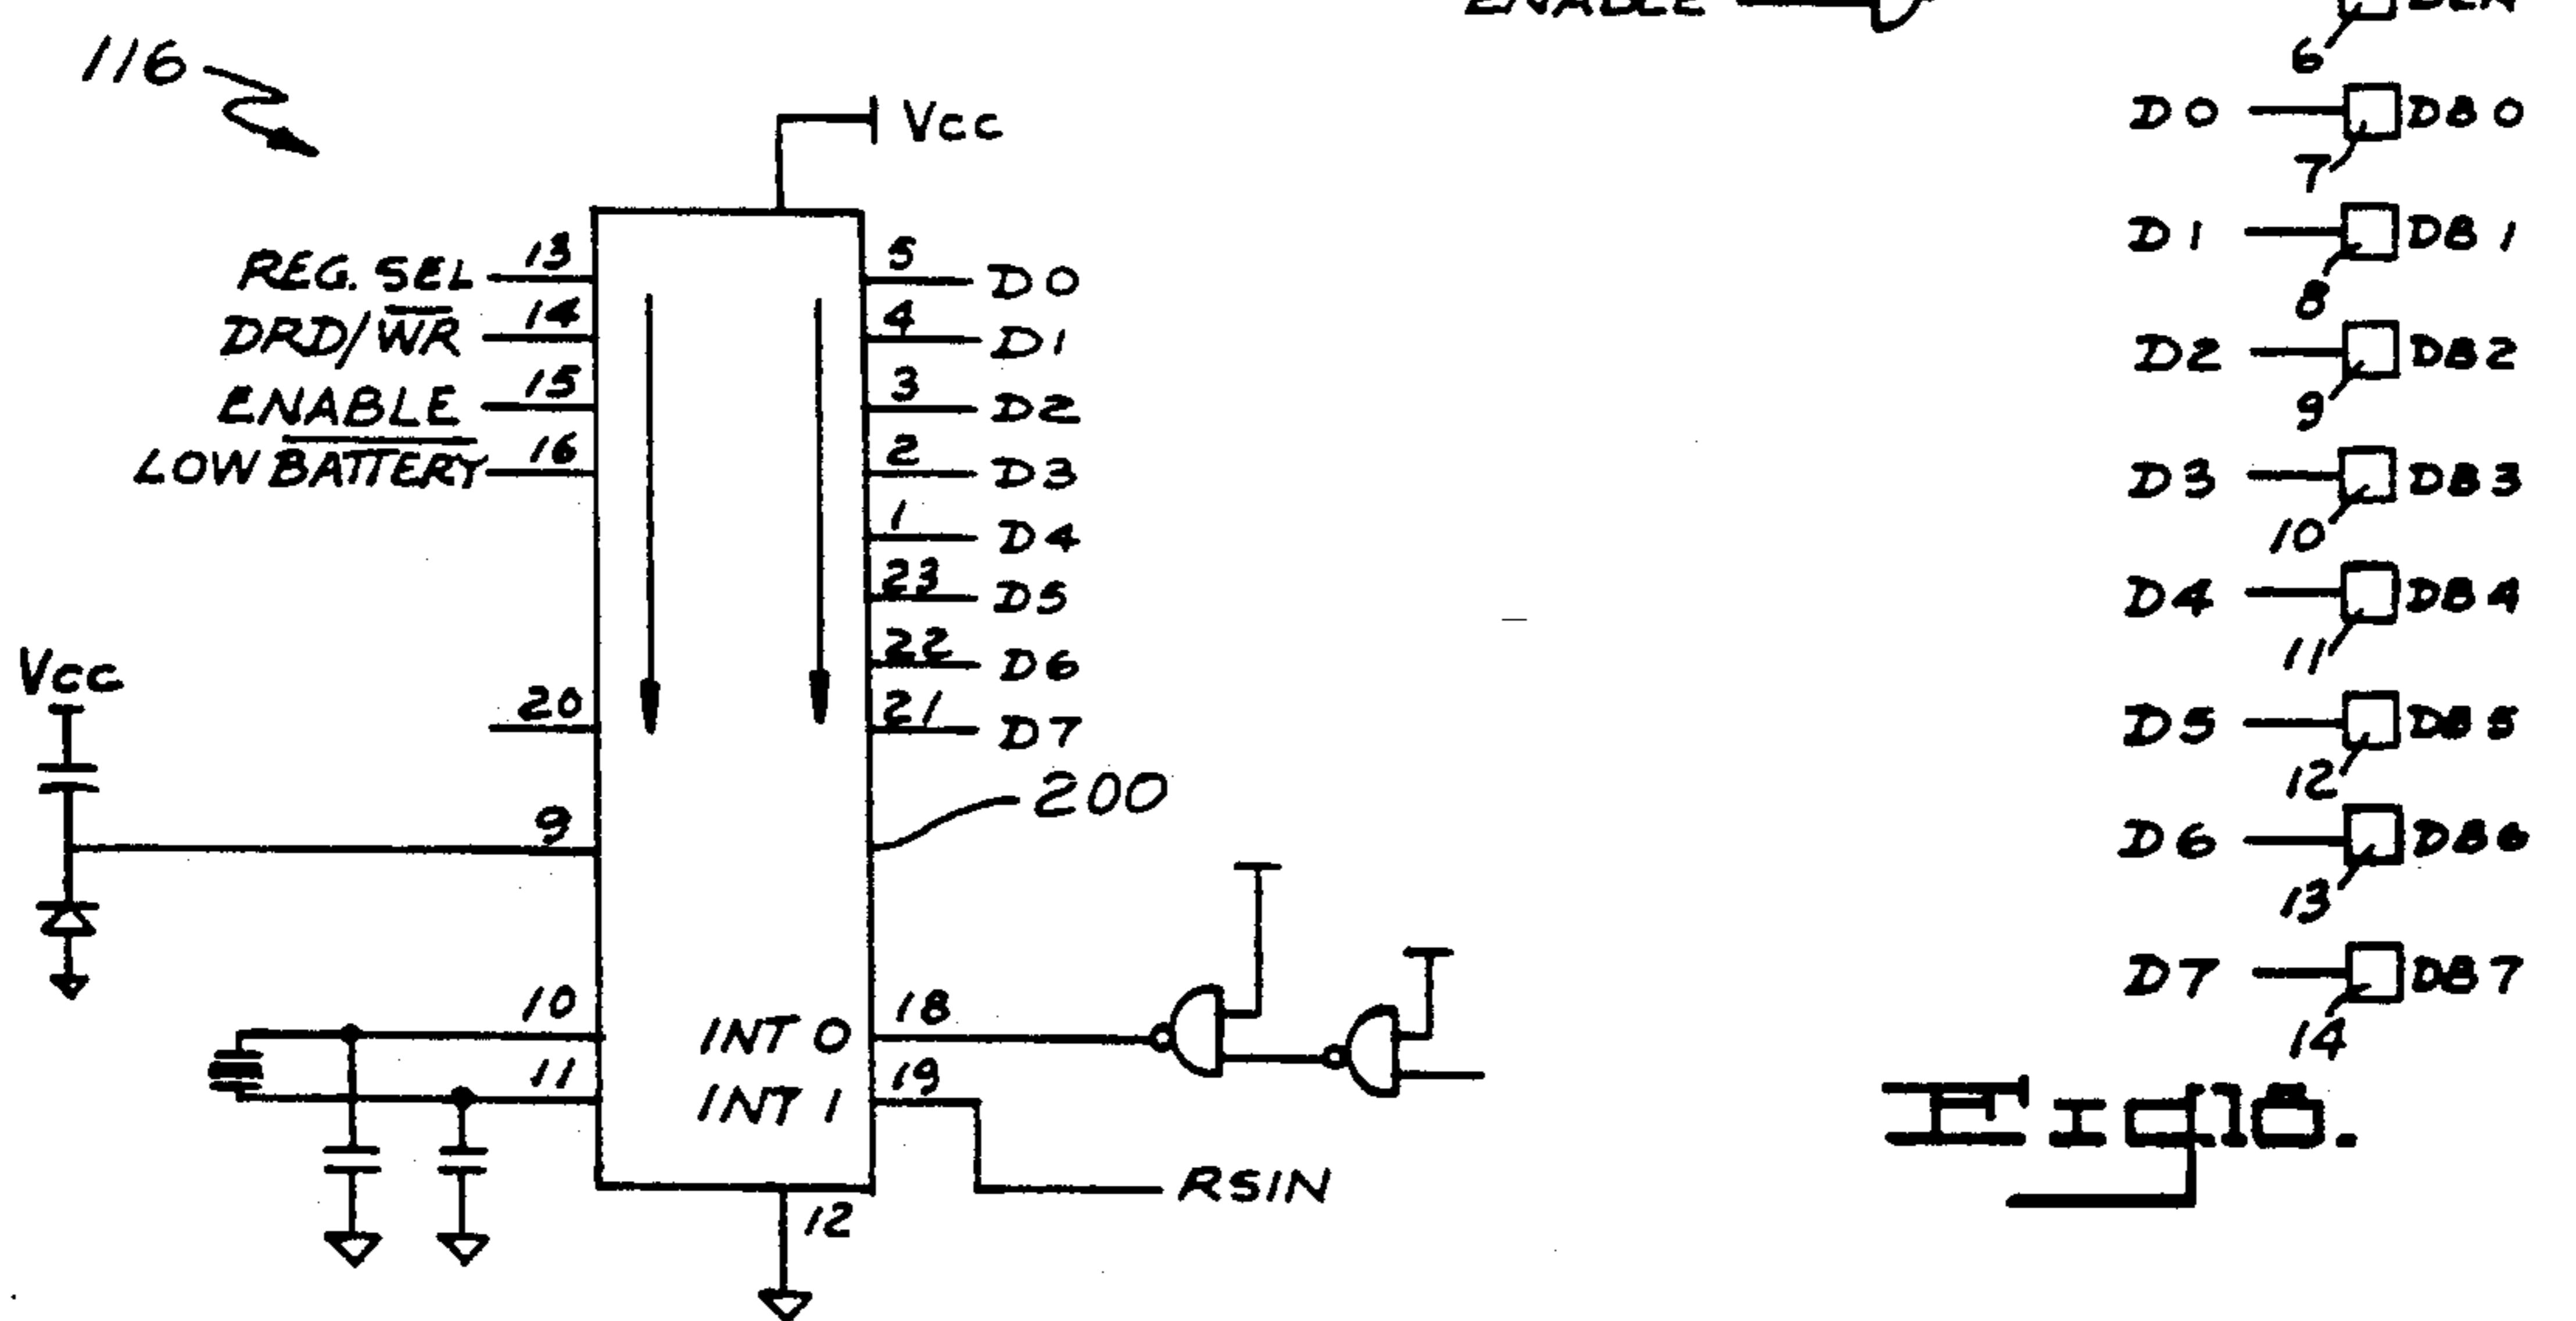 ENABLE
6
116
Vcc
D0 DB0
7
REG. SEL 13 5 D0
D1 DB1
8
DRD/WR 14 4 D1
D2 DB2
9
ENABLE 15 3 D2
LOW BATTERY 16 2 D3
D3 DB3
10
1 D4
23 D5
D4 DB4
11
22 D6
Vcc
20 21 D7
D5 DB5
12
200
9
D6 DB6
13
D7 DB7
14
10 INT 0 18
11 INT 1 19
RSIN
12